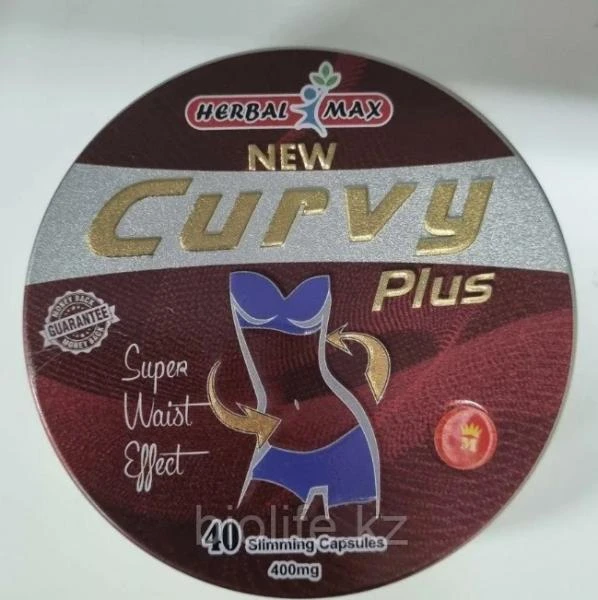 HERBAL MAX
NEW
Curvy
Plus
MONEY BACK
GUARANTEE
MONEY BACK
Super
Waist
Effect
M
biolife.kz
40 Slimming Capsules
400mg